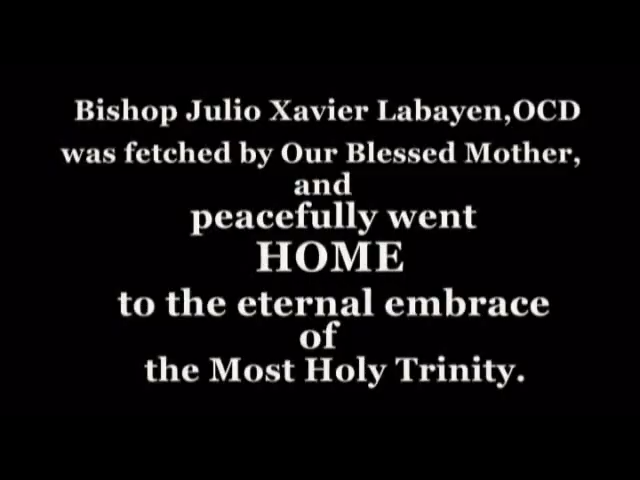 Bishop Julio Xavier Labayen,OCD
was fetched by Our Blessed Mother,
and
peacefully went
HOME
to the eternal embrace
of
the Most Holy Trinity.